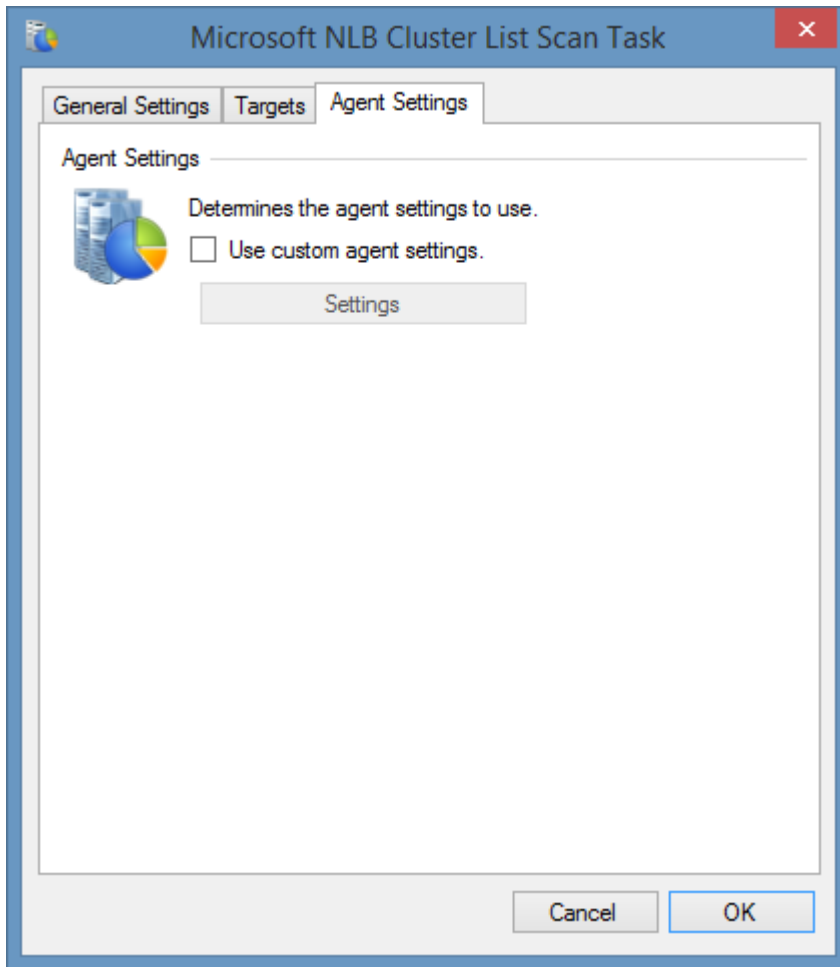 Microsoft NLB Cluster List Scan Task
General Settings
Targets
Agent Settings
Agent Settings
Determines the agent settings to use.
Use custom agent settings.
Settings
Cancel
OK